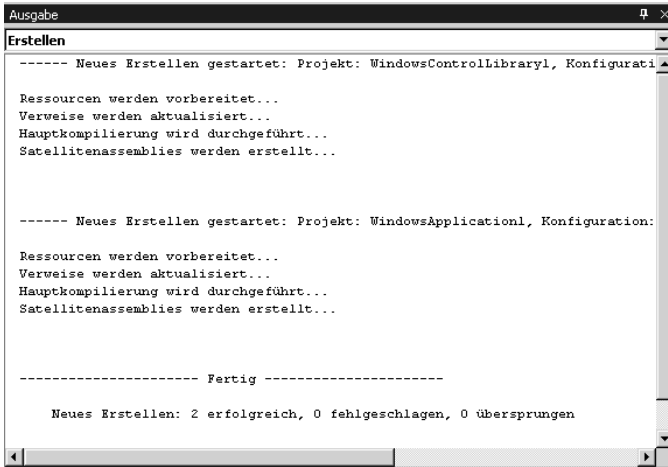 Ausgabe
Erstellen
------ Neues Erstellen gestartet: Projekt: WindowsControlLibrary1, Konfigurati
Ressourcen werden vorbereitet...
Verweise werden aktualisiert...
Hauptkompilierung wird durchgeführt...
Satellitenassemblies werden erstellt...
------ Neues Erstellen gestartet: Projekt: WindowsApplication1, Konfiguration:
Ressourcen werden vorbereitet...
Verweise werden aktualisiert...
Hauptkompilierung wird durchgeführt...
Satellitenassemblies werden erstellt...
---------------------- Fertig ----------------------
Neues Erstellen: 2 erfolgreich, 0 fehlgeschlagen, 0 übersprungen